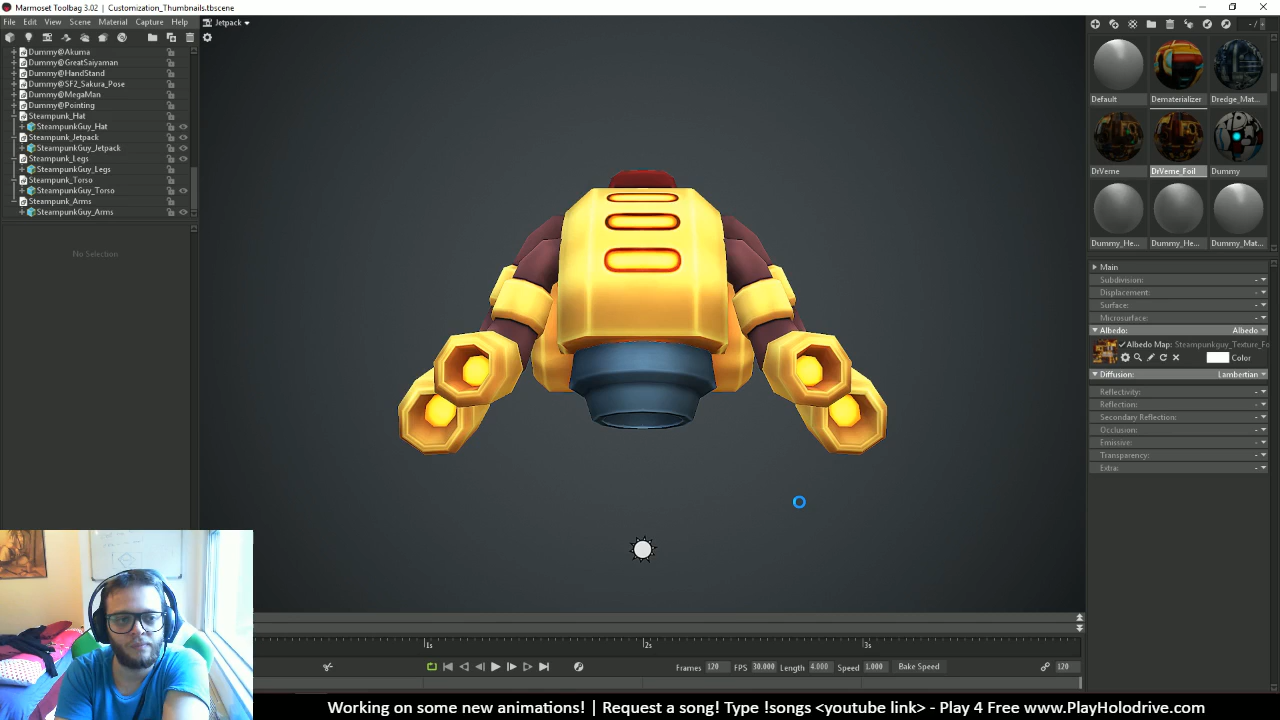 Marmoset Toolbag 3.02 | Customization_Thumbnails.tbscene
File Edit View Scene Material Capture Help
Jetpack
Dummy@Akuma
Dummy@GreatSaiyaman
Dummy@HandStand
Dummy@SF2_Sakura_Pose
Dummy@MegaMan
Dummy@Pointing
Steampunk_Hat
SteampunkGuy_Hat
Steampunk_Jetpack
SteampunkGuy_Jetpack
Steampunk_Legs
SteampunkGuy_Legs
Steampunk_Torso
SteampunkGuy_Torso
Steampunk_Arms
SteampunkGuy_Arms
No Selection
Default Dematerializer Dredge_Mat...
DrVerne DrVerne_Foil Dummy
Dummy_He... Dummy_He... Dummy_Mat...
Main
Subdivision:
Displacement:
Surface:
Microsurface:
Albedo: Albedo
Albedo Map: Steampunkguy_Texture_Fo
Color
Diffusion: Lambertian
Reflectivity:
Reflection:
Secondary Reflection:
Occlusion:
Emissive:
Transparency:
Extra:
1s 2s 3s
Frames 120 FPS 30.000 Length 4.000 Speed 1.000 Bake Speed 120
Working on some new animations! | Request a song! Type !songs <youtube link> - Play 4 Free www.PlayHolodrive.com